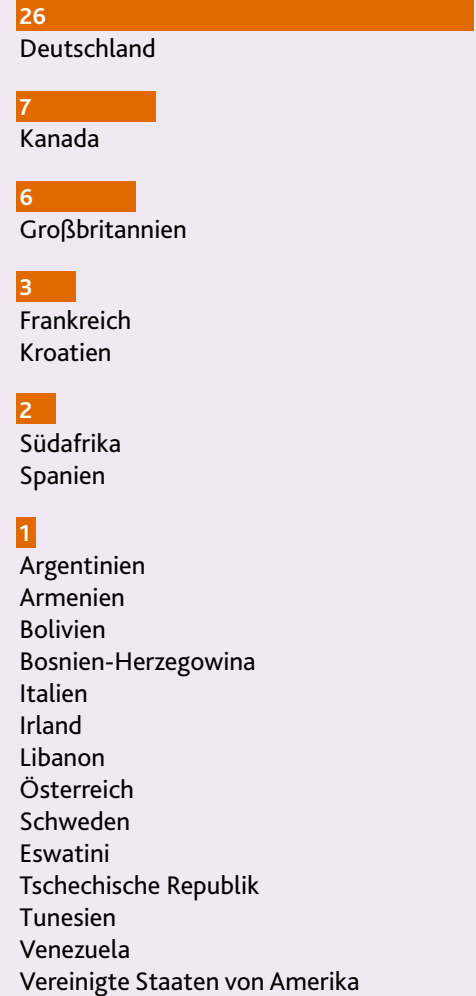 26
Deutschland
7
Kanada
6
Großbritannien
3
Frankreich
Kroatien
2
Südafrika
Spanien
1
Argentinien
Armenien
Bolivien
Bosnien-Herzegowina
Italien
Irland
Libanon
Österreich
Schweden
Eswatini
Tschechische Republik
Tunesien
Venezuela
Vereinigte Staaten von Amerika